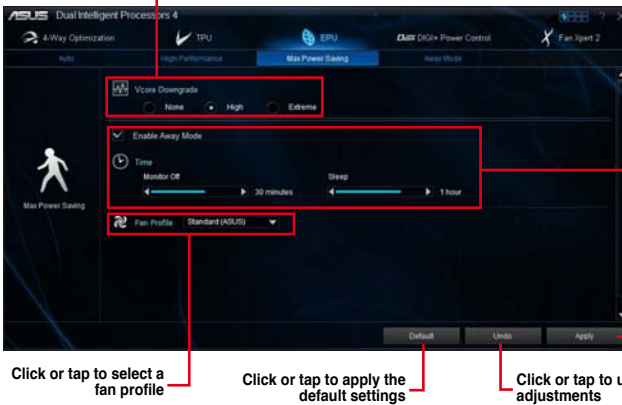 ASUS Dual Intelligent Processors 4
4-Way Optimization TPU EPU DIGI+ Power Control Fan Xpert 2
Auto High Performance Max Power Saving Away Mode
Vcore Downgrade
None High Extreme
Enable Away Mode
Time
Monitor Off Sleep
30 minutes 1 hour
Max Power Saving
Fan Profile Standard (ASUS)
Default Undo Apply
Click or tap to select a
fan profile
Click or tap to apply the
default settings
Click or tap to u
adjustments